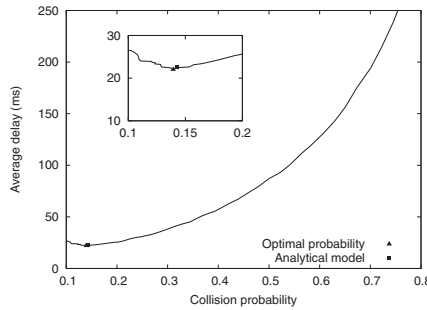 250
200
150
100
50
0
Average delay (ms)
30
20
10
0.1 0.15 0.2
Optimal probability
Analytical model
0.1 0.2 0.3 0.4 0.5 0.6 0.7 0.8
Collision probability